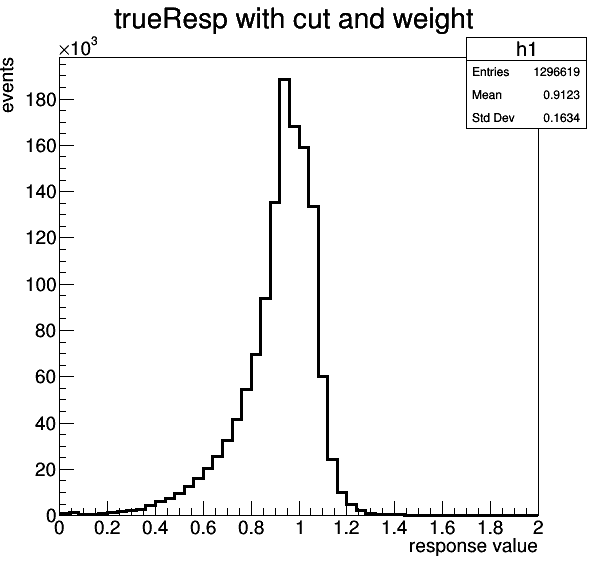 trueResp with cut and weight
×10³
h1
Entries 1296619
Mean 0.9123
Std Dev 0.1634
events
180
160
140
120
100
80
60
40
20
0
0 0.2 0.4 0.6 0.8 1 1.2 1.4 1.6 1.8 2
response value